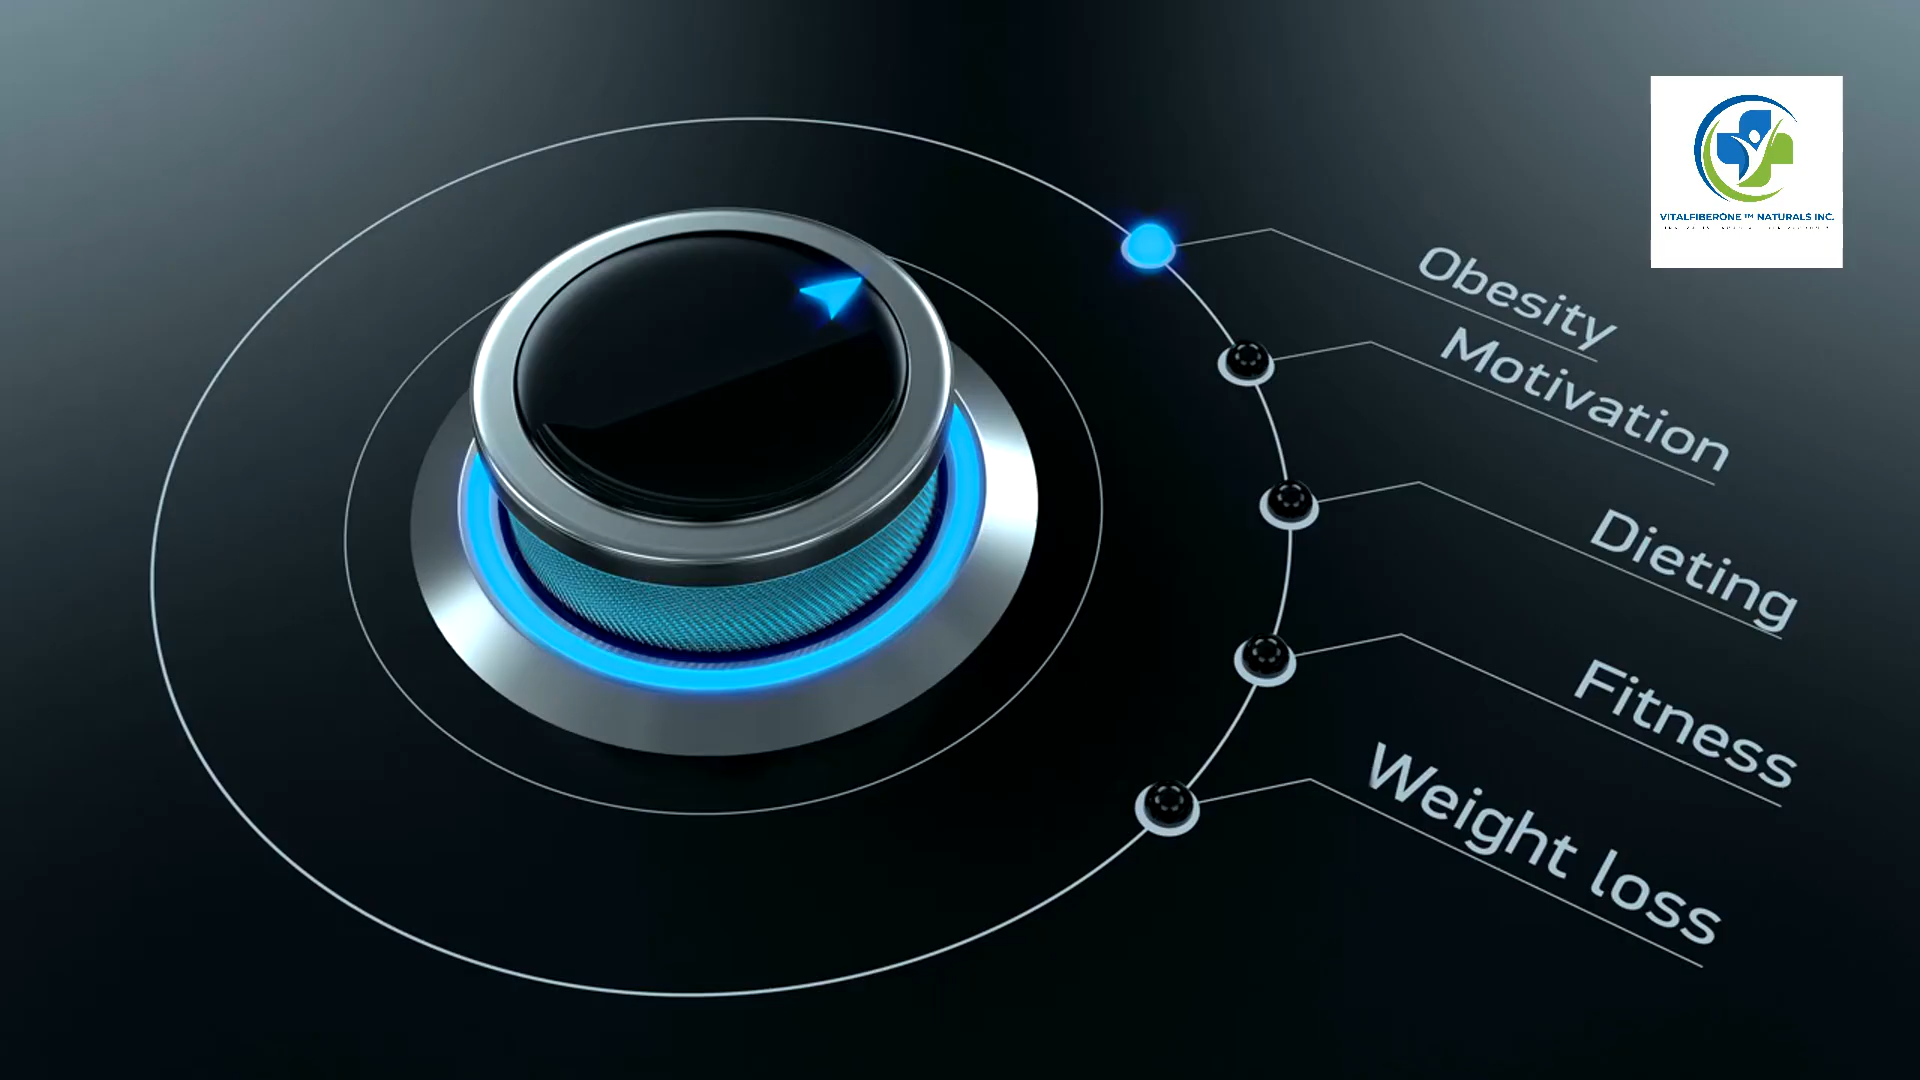 VITALFIBERONE ™ NATURALS INC.
Obesity
Motivation
Dieting
Fitness
Weight loss